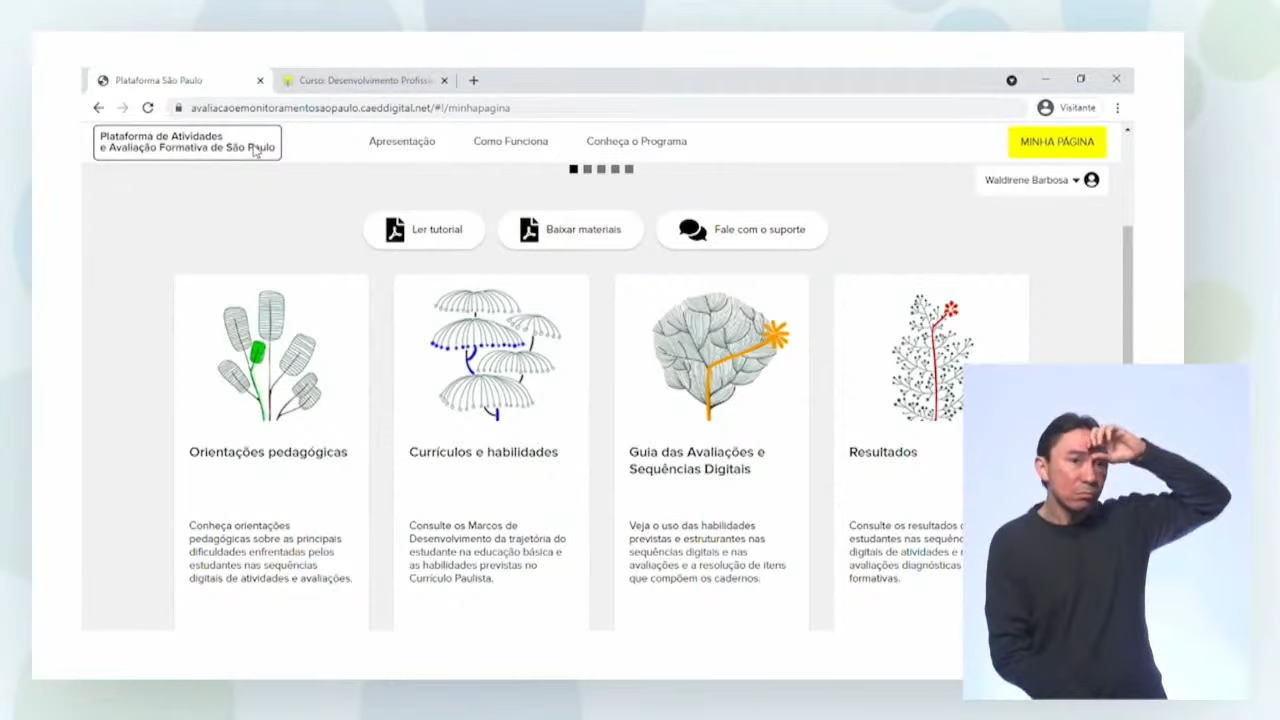 Plataforma São Paulo
Curso: Desenvolvimento Profissi
avaliacaoemonitoramentosaopaulo.caeddigital.net/#!/minhapagina
Visitante
Plataforma de Atividades
e Avaliação Formativa de São Paulo
Apresentação
Como Funciona
Conheça o Programa
MINHA PÁGINA
Waldirene Barbosa
Ler tutorial
Baixar materiais
Fale com o suporte
Orientações pedagógicas
Conheça orientações
pedagógicas sobre as principais
dificuldades enfrentadas pelos
estudantes nas sequências
digitais de atividades e avaliações.
Currículos e habilidades
Consulte os Marcos de
Desenvolvimento da trajetória do
estudante na educação básica e
as habilidades previstas no
Currículo Paulista.
Guia das Avaliações e
Sequências Digitais
Veja o uso das habilidades
previstas e estruturantes nas
sequências digitais e nas
avaliações e a resolução de itens
que compõem os cadernos.
Resultados
Consulte os resultados
estudantes nas sequênc
digitais de atividades e
avaliações diagnósticas
formativas.